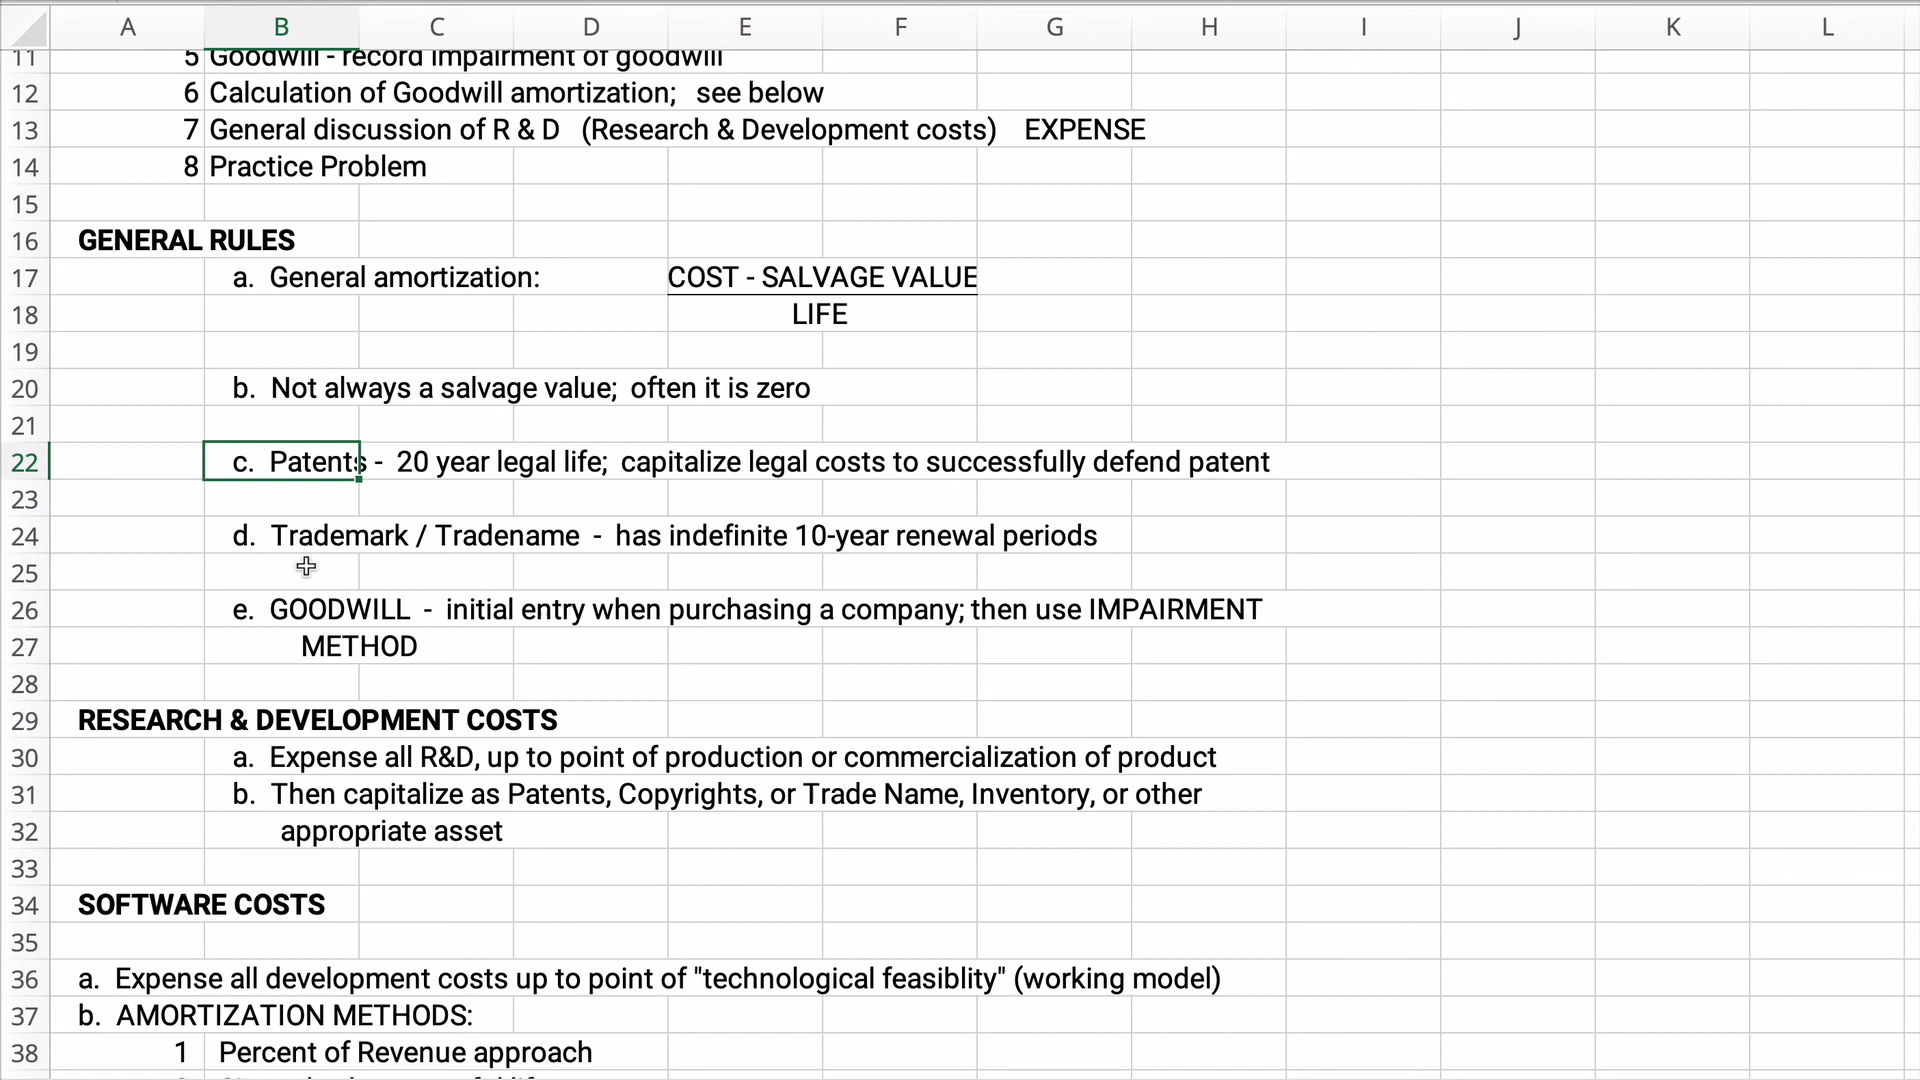 A B C D E F G H I J K L
11 5 Goodwill - record impairment of goodwill
12 6 Calculation of Goodwill amortization; see below
13 7 General discussion of R & D (Research & Development costs) EXPENSE
14 8 Practice Problem
15
16 GENERAL RULES
17 a. General amortization: COST - SALVAGE VALUE
18 LIFE
19
20 b. Not always a salvage value; often it is zero
21
22 c. Patents - 20 year legal life; capitalize legal costs to successfully defend patent
23
24 d. Trademark / Tradename - has indefinite 10-year renewal periods
25
26 e. GOODWILL - initial entry when purchasing a company; then use IMPAIRMENT
27 METHOD
28
29 RESEARCH & DEVELOPMENT COSTS
30 a. Expense all R&D, up to point of production or commercialization of product
31 b. Then capitalize as Patents, Copyrights, or Trade Name, Inventory, or other
32 appropriate asset
33
34 SOFTWARE COSTS
35
36 a. Expense all development costs up to point of "technological feasiblity" (working model)
37 b. AMORTIZATION METHODS:
38 1 Percent of Revenue approach